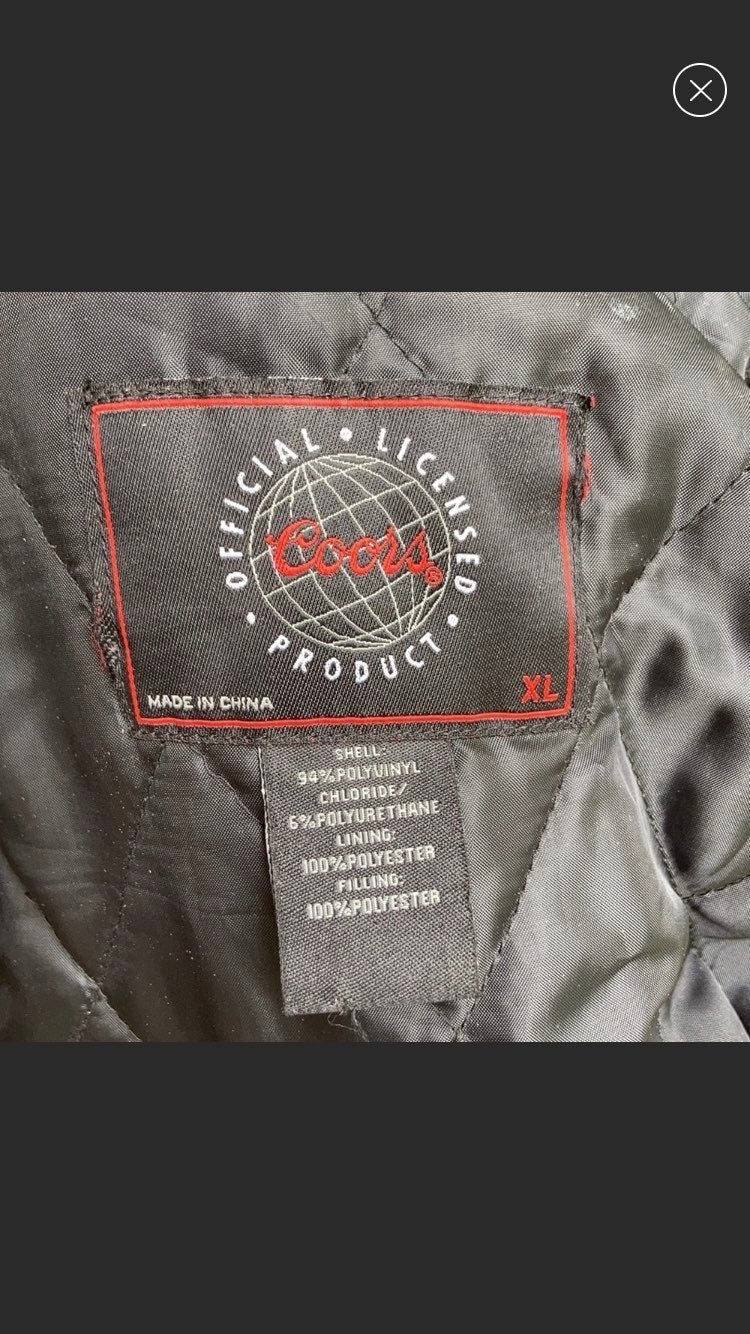 OFFICIAL • LICENSED
Coors®
• PRODUCT •
MADE IN CHINA
XL
SHELL:
94%POLYVINYL
CHLORIDE/
6%POLYURETHANE
LINING:
100%POLYESTER
FILLING:
100%POLYESTER